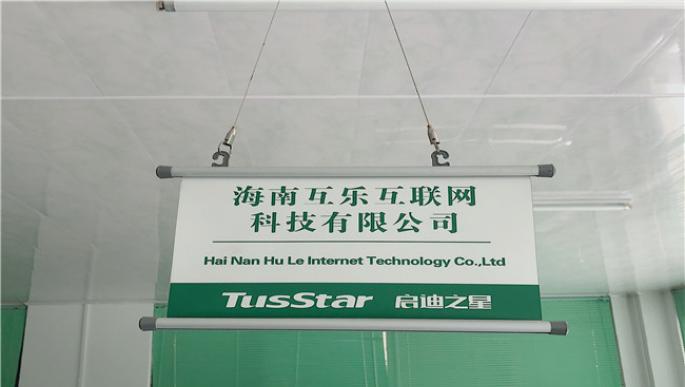 海南互乐互联网
科技有限公司
Hai Nan Hu Le Internet Technology Co.,Ltd
TusStar 启迪之星